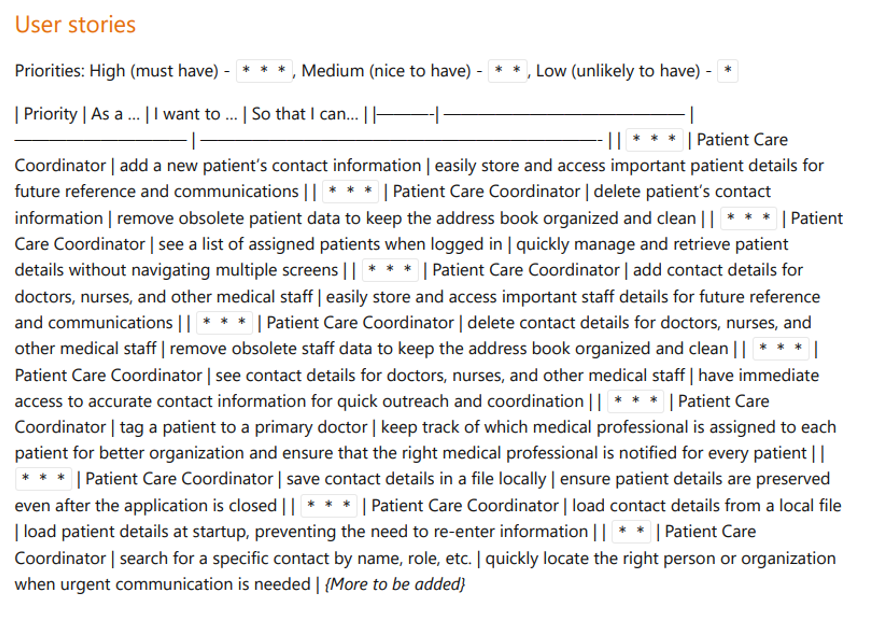 User stories
Priorities: High (must have) - * * *, Medium (nice to have) - * *, Low (unlikely to have) - *
| Priority | As a … | I want to … | So that I can… | |———-| —————————————— |
—————————— | ———————————————————————- | | * * * | Patient Care
Coordinator | add a new patient’s contact information | easily store and access important patient details for
future reference and communications | | * * * | Patient Care Coordinator | delete patient’s contact
information | remove obsolete patient data to keep the address book organized and clean | | * * * | Patient
Care Coordinator | see a list of assigned patients when logged in | quickly manage and retrieve patient
details without navigating multiple screens | | * * * | Patient Care Coordinator | add contact details for
doctors, nurses, and other medical staff | easily store and access important staff details for future reference
and communications | | * * * | Patient Care Coordinator | delete contact details for doctors, nurses, and
other medical staff | remove obsolete staff data to keep the address book organized and clean | | * * * |
Patient Care Coordinator | see contact details for doctors, nurses, and other medical staff | have immediate
access to accurate contact information for quick outreach and coordination | | * * * | Patient Care
Coordinator | tag a patient to a primary doctor | keep track of which medical professional is assigned to each
patient for better organization and ensure that the right medical professional is notified for every patient | |
* * * | Patient Care Coordinator | save contact details in a file locally | ensure patient details are preserved
even after the application is closed | | * * * | Patient Care Coordinator | load contact details from a local file
| load patient details at startup, preventing the need to re-enter information | | * * | Patient Care
Coordinator | search for a specific contact by name, role, etc. | quickly locate the right person or organization
when urgent communication is needed | {More to be added}